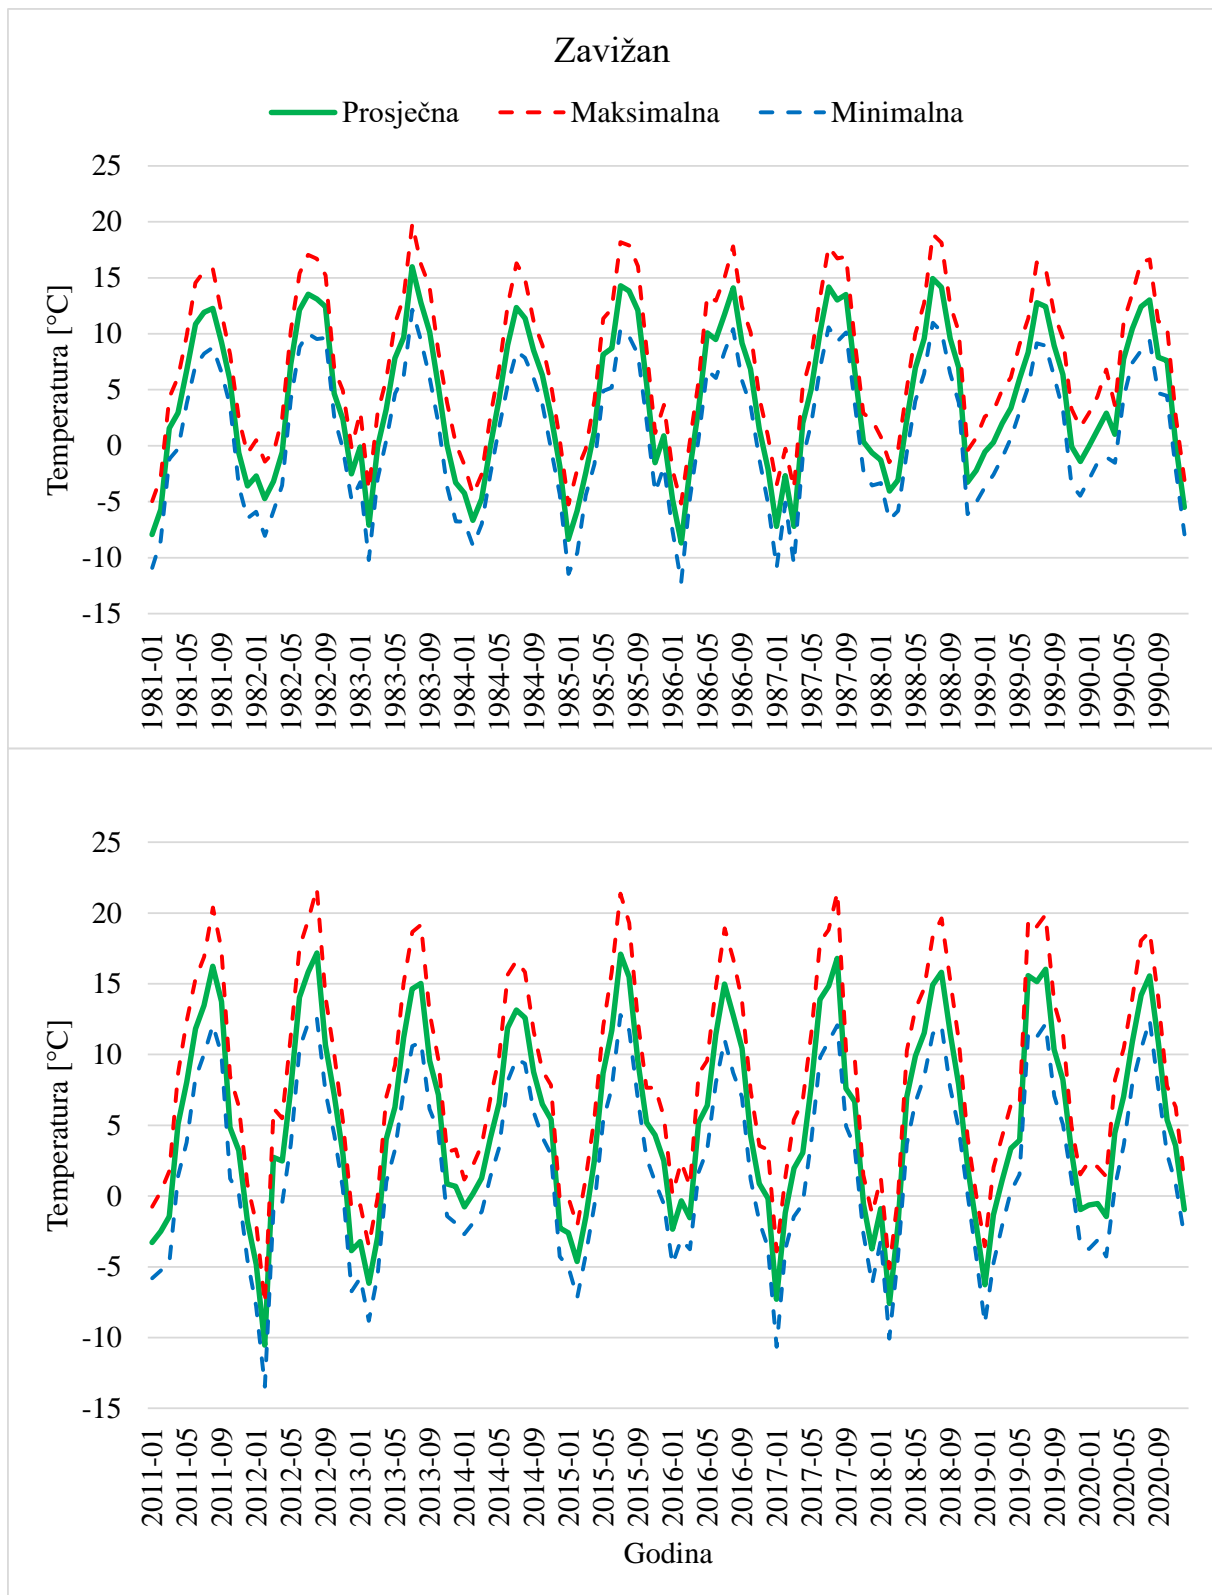 Zavižan
Prosječna Maksimalna Minimalna
25
20
15
10
5
0
-5
-10
-15
Temperatura [°C]
1981-01 1981-05 1981-09 1982-01 1982-05 1982-09 1983-01 1983-05 1983-09 1984-01 1984-05 1984-09 1985-01 1985-05 1985-09 1986-01 1986-05 1986-09 1987-01 1987-05 1987-09 1988-01 1988-05 1988-09 1989-01 1989-05 1989-09 1990-01 1990-05 1990-09
25
20
15
10
5
0
-5
-10
-15
Temperatura [°C]
2011-01 2011-05 2011-09 2012-01 2012-05 2012-09 2013-01 2013-05 2013-09 2014-01 2014-05 2014-09 2015-01 2015-05 2015-09 2016-01 2016-05 2016-09 2017-01 2017-05 2017-09 2018-01 2018-05 2018-09 2019-01 2019-05 2019-09 2020-01 2020-05 2020-09
Godina